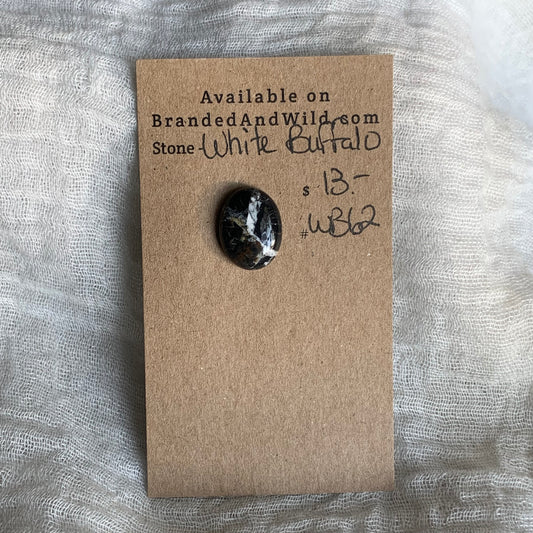 Available on
BrandedAndWild.com
Stone White Buffalo
$ 13.-
# WB62